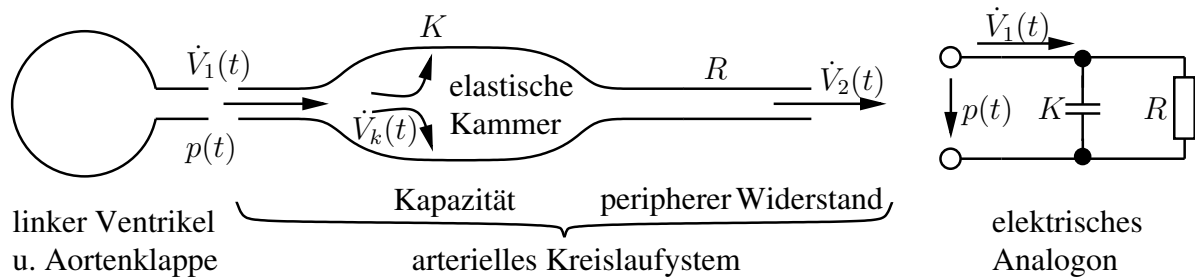 K
V̇₁(t)
p(t)
V̇ₖ(t)
elastische
Kammer
R
V̇₂(t)
V̇₁(t)
p(t)
K
R
Kapazität
peripherer Widerstand
linker Ventrikel
u. Aortenklappe
arterielles Kreislaufystem
elektrisches
Analogon